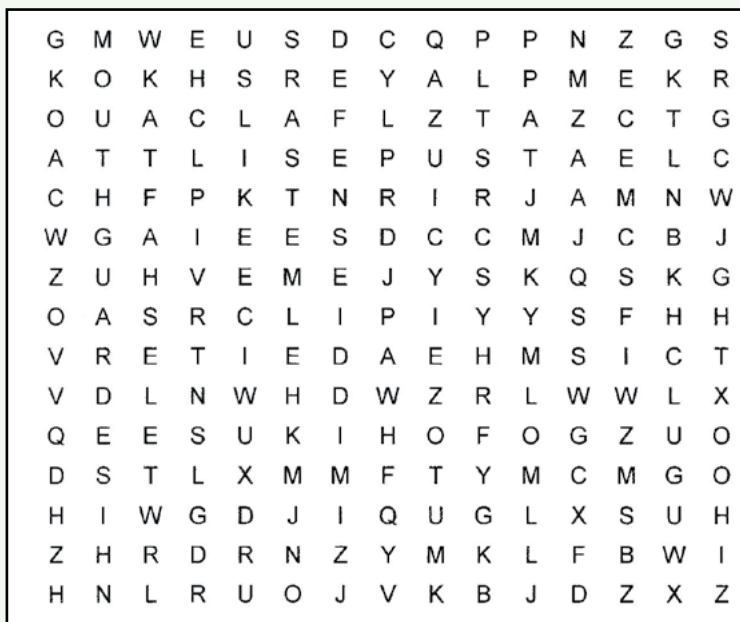 G M W E U S D C Q P P N Z G S
K O K H S R E Y A L P M E K R
O U A C L A F L Z T A Z C T G
A T T L I S E P U S T A E L C
C H F P K T N R I R J A M N W
W G A I E E S D C C M J C B J
Z U H V E M E J Y S K Q S K G
O A S R C L I P I Y Y S F H H
V R E T I E D A E H M S I C T
V D L N W H D W Z R L W W L X
Q E E S U K I H O F O G Z U O
D S T L X M M F T Y M C M G O
H I W G D J I Q U G L X S U H
Z H R D R N Z Y M K L F B W I
H N L R U O J V K B J D Z X Z